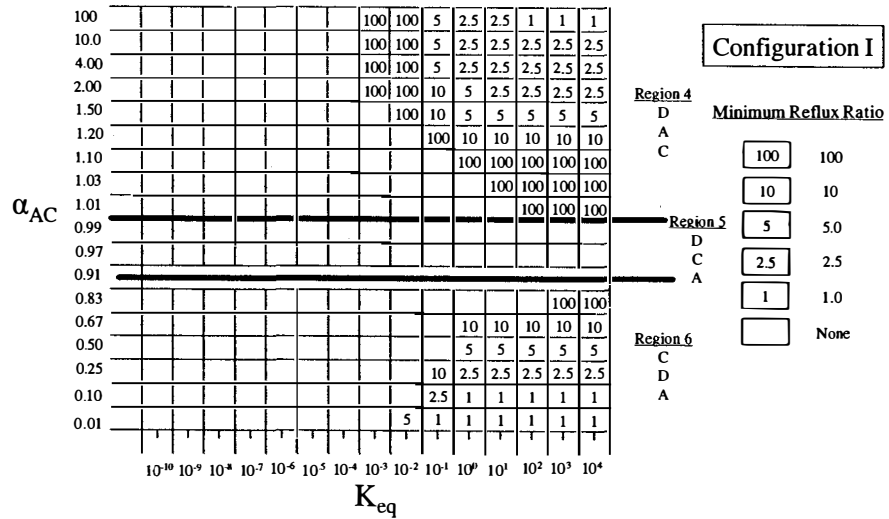 Configuration I
100 100 100 5 2.5 2.5 1 1 1
10.0 100 100 5 2.5 2.5 2.5 2.5 2.5
4.00 100 100 5 2.5 2.5 2.5 2.5 2.5
2.00 100 100 10 5 2.5 2.5 2.5 2.5
1.50 100 10 5 5 5 5 5
1.20 100 10 10 10 10 10
1.10 100 100 100 100 100
1.03 100 100 100 100
1.01 100 100 100
0.99
0.97
0.91
0.83 100 100
0.67 10 10 10 10 10
0.50 5 5 5 5 5
0.25 10 2.5 2.5 2.5 2.5 2.5
0.10 2.5 1 1 1 1 1
0.01 5 1 1 1 1 1 1
α_AC
10⁻¹⁰ 10⁻⁹ 10⁻⁸ 10⁻⁷ 10⁻⁶ 10⁻⁵ 10⁻⁴ 10⁻³ 10⁻² 10⁻¹ 10⁰ 10¹ 10² 10³ 10⁴
K_eq
Region 4
D
A
C
Region 5
D
C
A
Region 6
C
D
A
Minimum Reflux Ratio
100 100
10 10
5 5.0
2.5 2.5
1 1.0
None